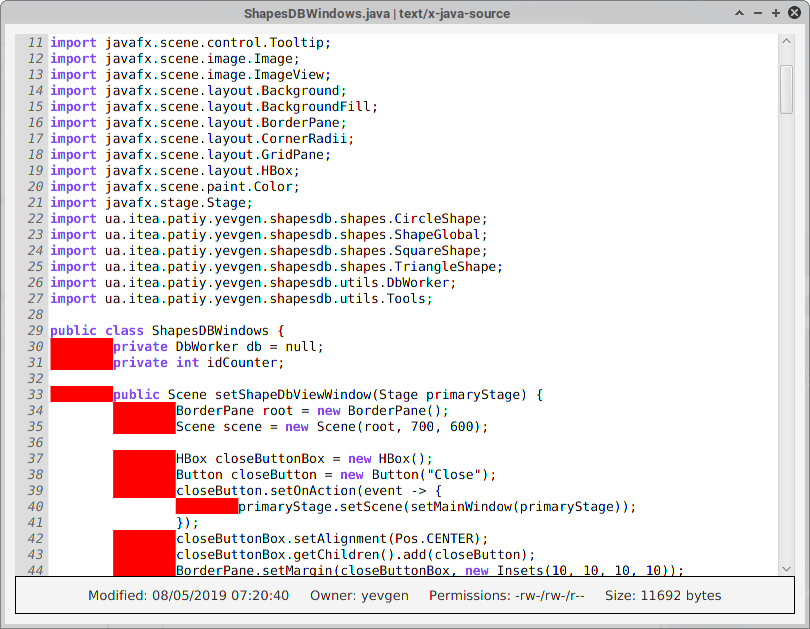 ShapesDBWindows.java | text/x-java-source
11 import javafx.scene.control.Tooltip;
12 import javafx.scene.image.Image;
13 import javafx.scene.image.ImageView;
14 import javafx.scene.layout.Background;
15 import javafx.scene.layout.BackgroundFill;
16 import javafx.scene.layout.BorderPane;
17 import javafx.scene.layout.CornerRadii;
18 import javafx.scene.layout.GridPane;
19 import javafx.scene.layout.HBox;
20 import javafx.scene.paint.Color;
21 import javafx.stage.Stage;
22 import ua.itea.patiy.yevgen.shapesdb.shapes.CircleShape;
23 import ua.itea.patiy.yevgen.shapesdb.shapes.ShapeGlobal;
24 import ua.itea.patiy.yevgen.shapesdb.shapes.SquareShape;
25 import ua.itea.patiy.yevgen.shapesdb.shapes.TriangleShape;
26 import ua.itea.patiy.yevgen.shapesdb.utils.DbWorker;
27 import ua.itea.patiy.yevgen.shapesdb.utils.Tools;
28
29 public class ShapesDBWindows {
30 private DbWorker db = null;
31 private int idCounter;
32
33 public Scene setShapeDbViewWindow(Stage primaryStage) {
34 BorderPane root = new BorderPane();
35 Scene scene = new Scene(root, 700, 600);
36
37 HBox closeButtonBox = new HBox();
38 Button closeButton = new Button("Close");
39 closeButton.setOnAction(event -> {
40 primaryStage.setScene(setMainWindow(primaryStage));
41 });
42 closeButtonBox.setAlignment(Pos.CENTER);
43 closeButtonBox.getChildren().add(closeButton);
44 BorderPane.setMargin(closeButtonBox, new Insets(10, 10, 10, 10));
Modified: 08/05/2019 07:20:40 Owner: yevgen Permissions: -rw-/rw-/r-- Size: 11692 bytes